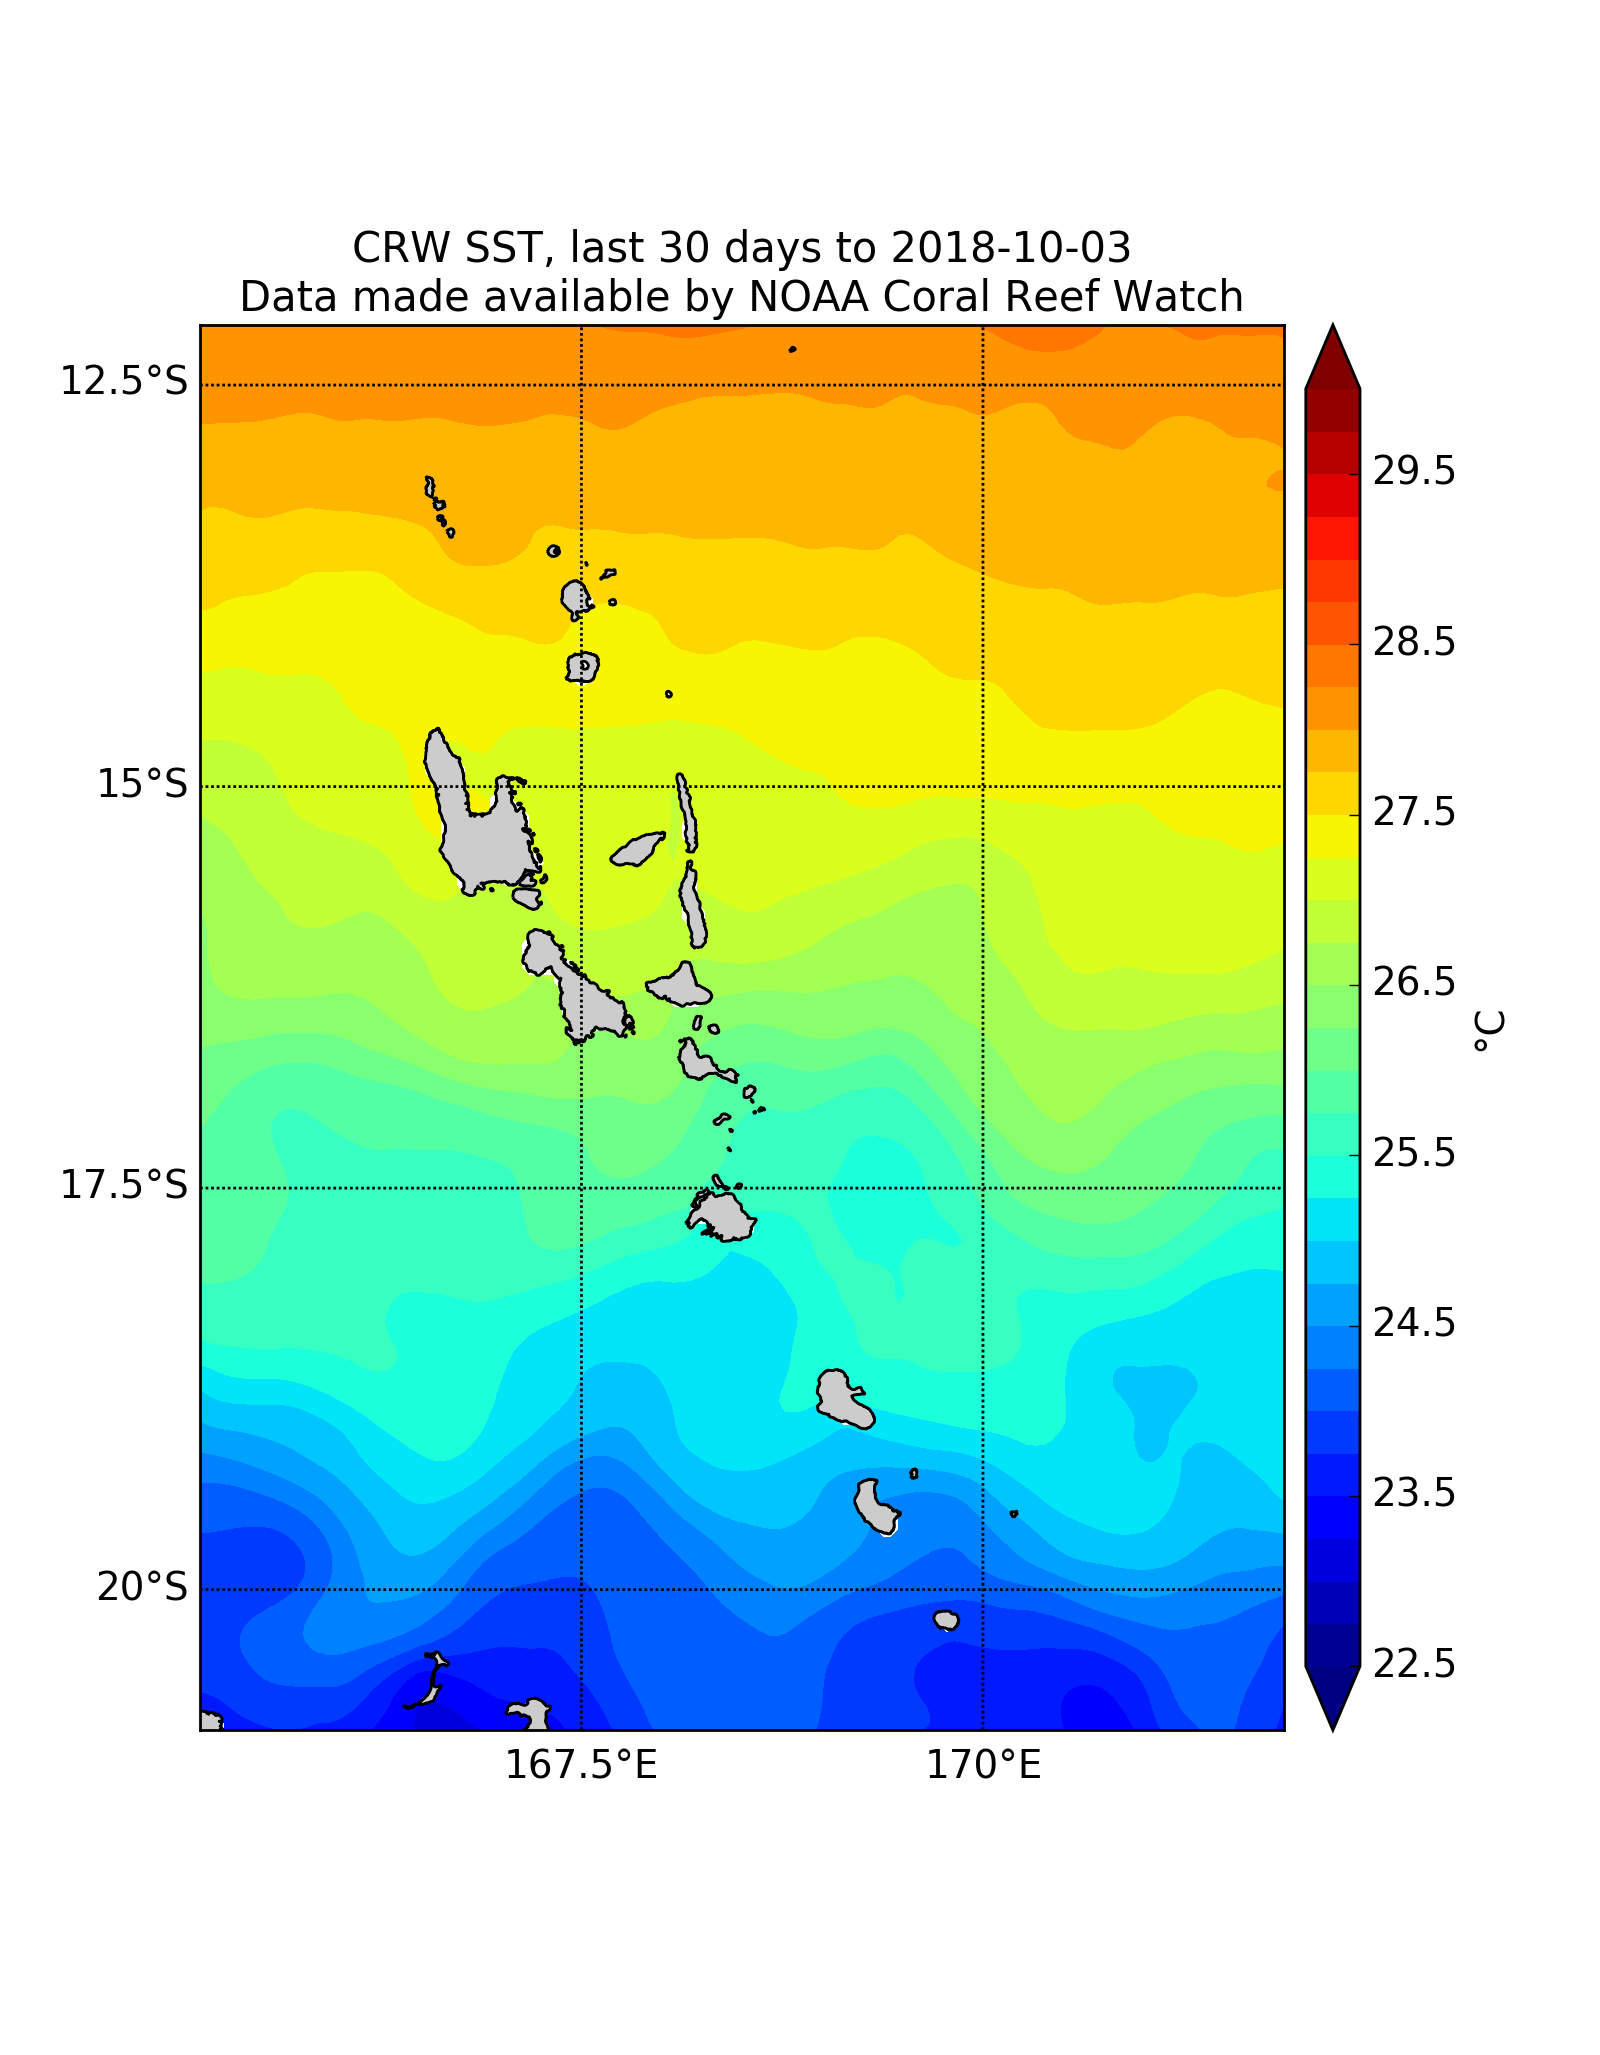 CRW SST, last 30 days to 2018-10-03
Data made available by NOAA Coral Reef Watch
12.5°S
15°S
17.5°S
20°S
167.5°E
170°E
29.5
28.5
27.5
26.5
25.5
24.5
23.5
22.5
°C